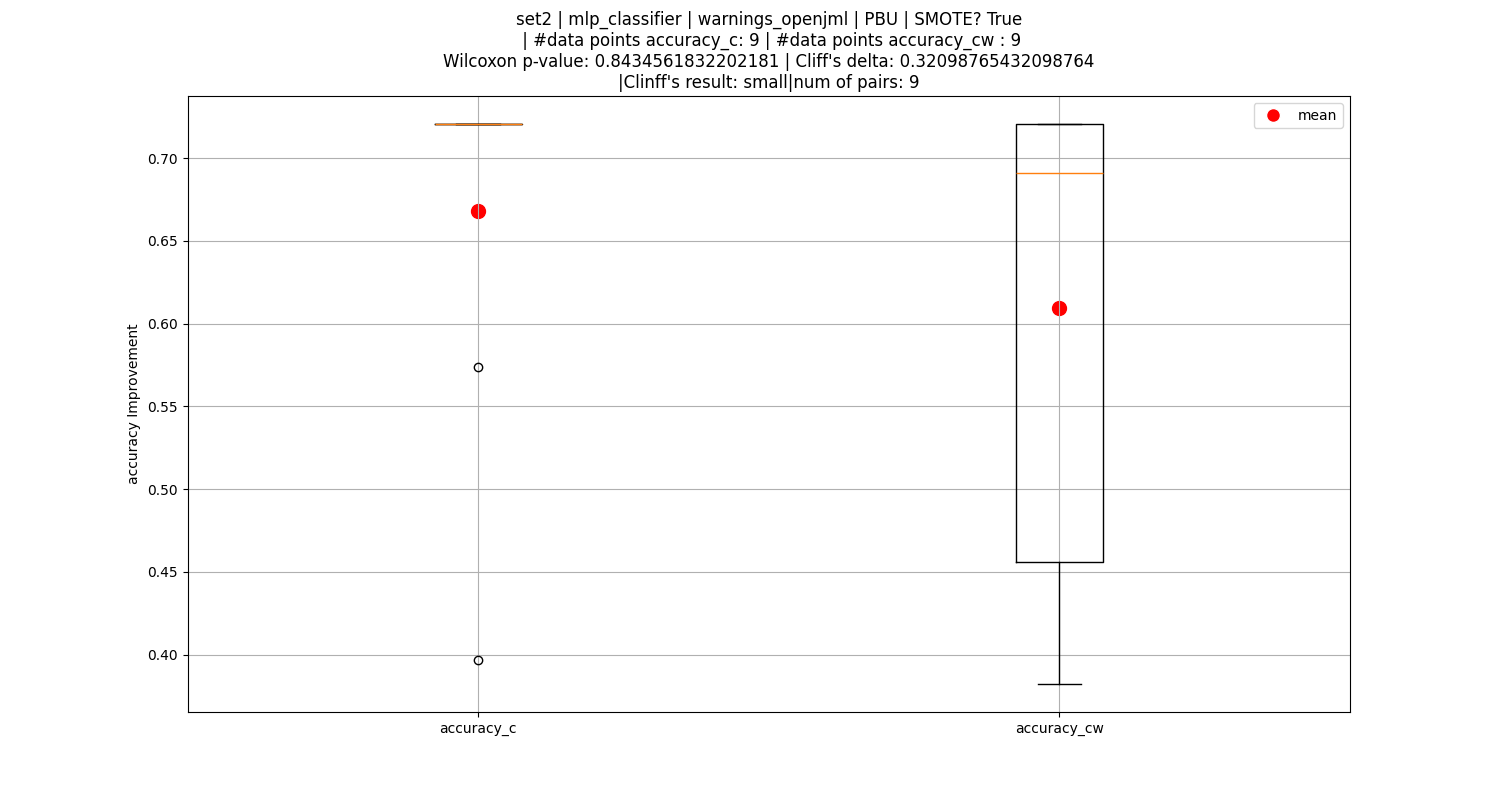 set2 | mlp_classifier | warnings_openjml | PBU | SMOTE? True
| #data points accuracy_c: 9 | #data points accuracy_cw : 9
Wilcoxon p-value: 0.8434561832202181 | Cliff's delta: 0.32098765432098764
|Clinff's result: small|num of pairs: 9
mean
0.70
0.65
0.60
0.55
0.50
0.45
0.40
accuracy Improvement
accuracy_c
accuracy_cw